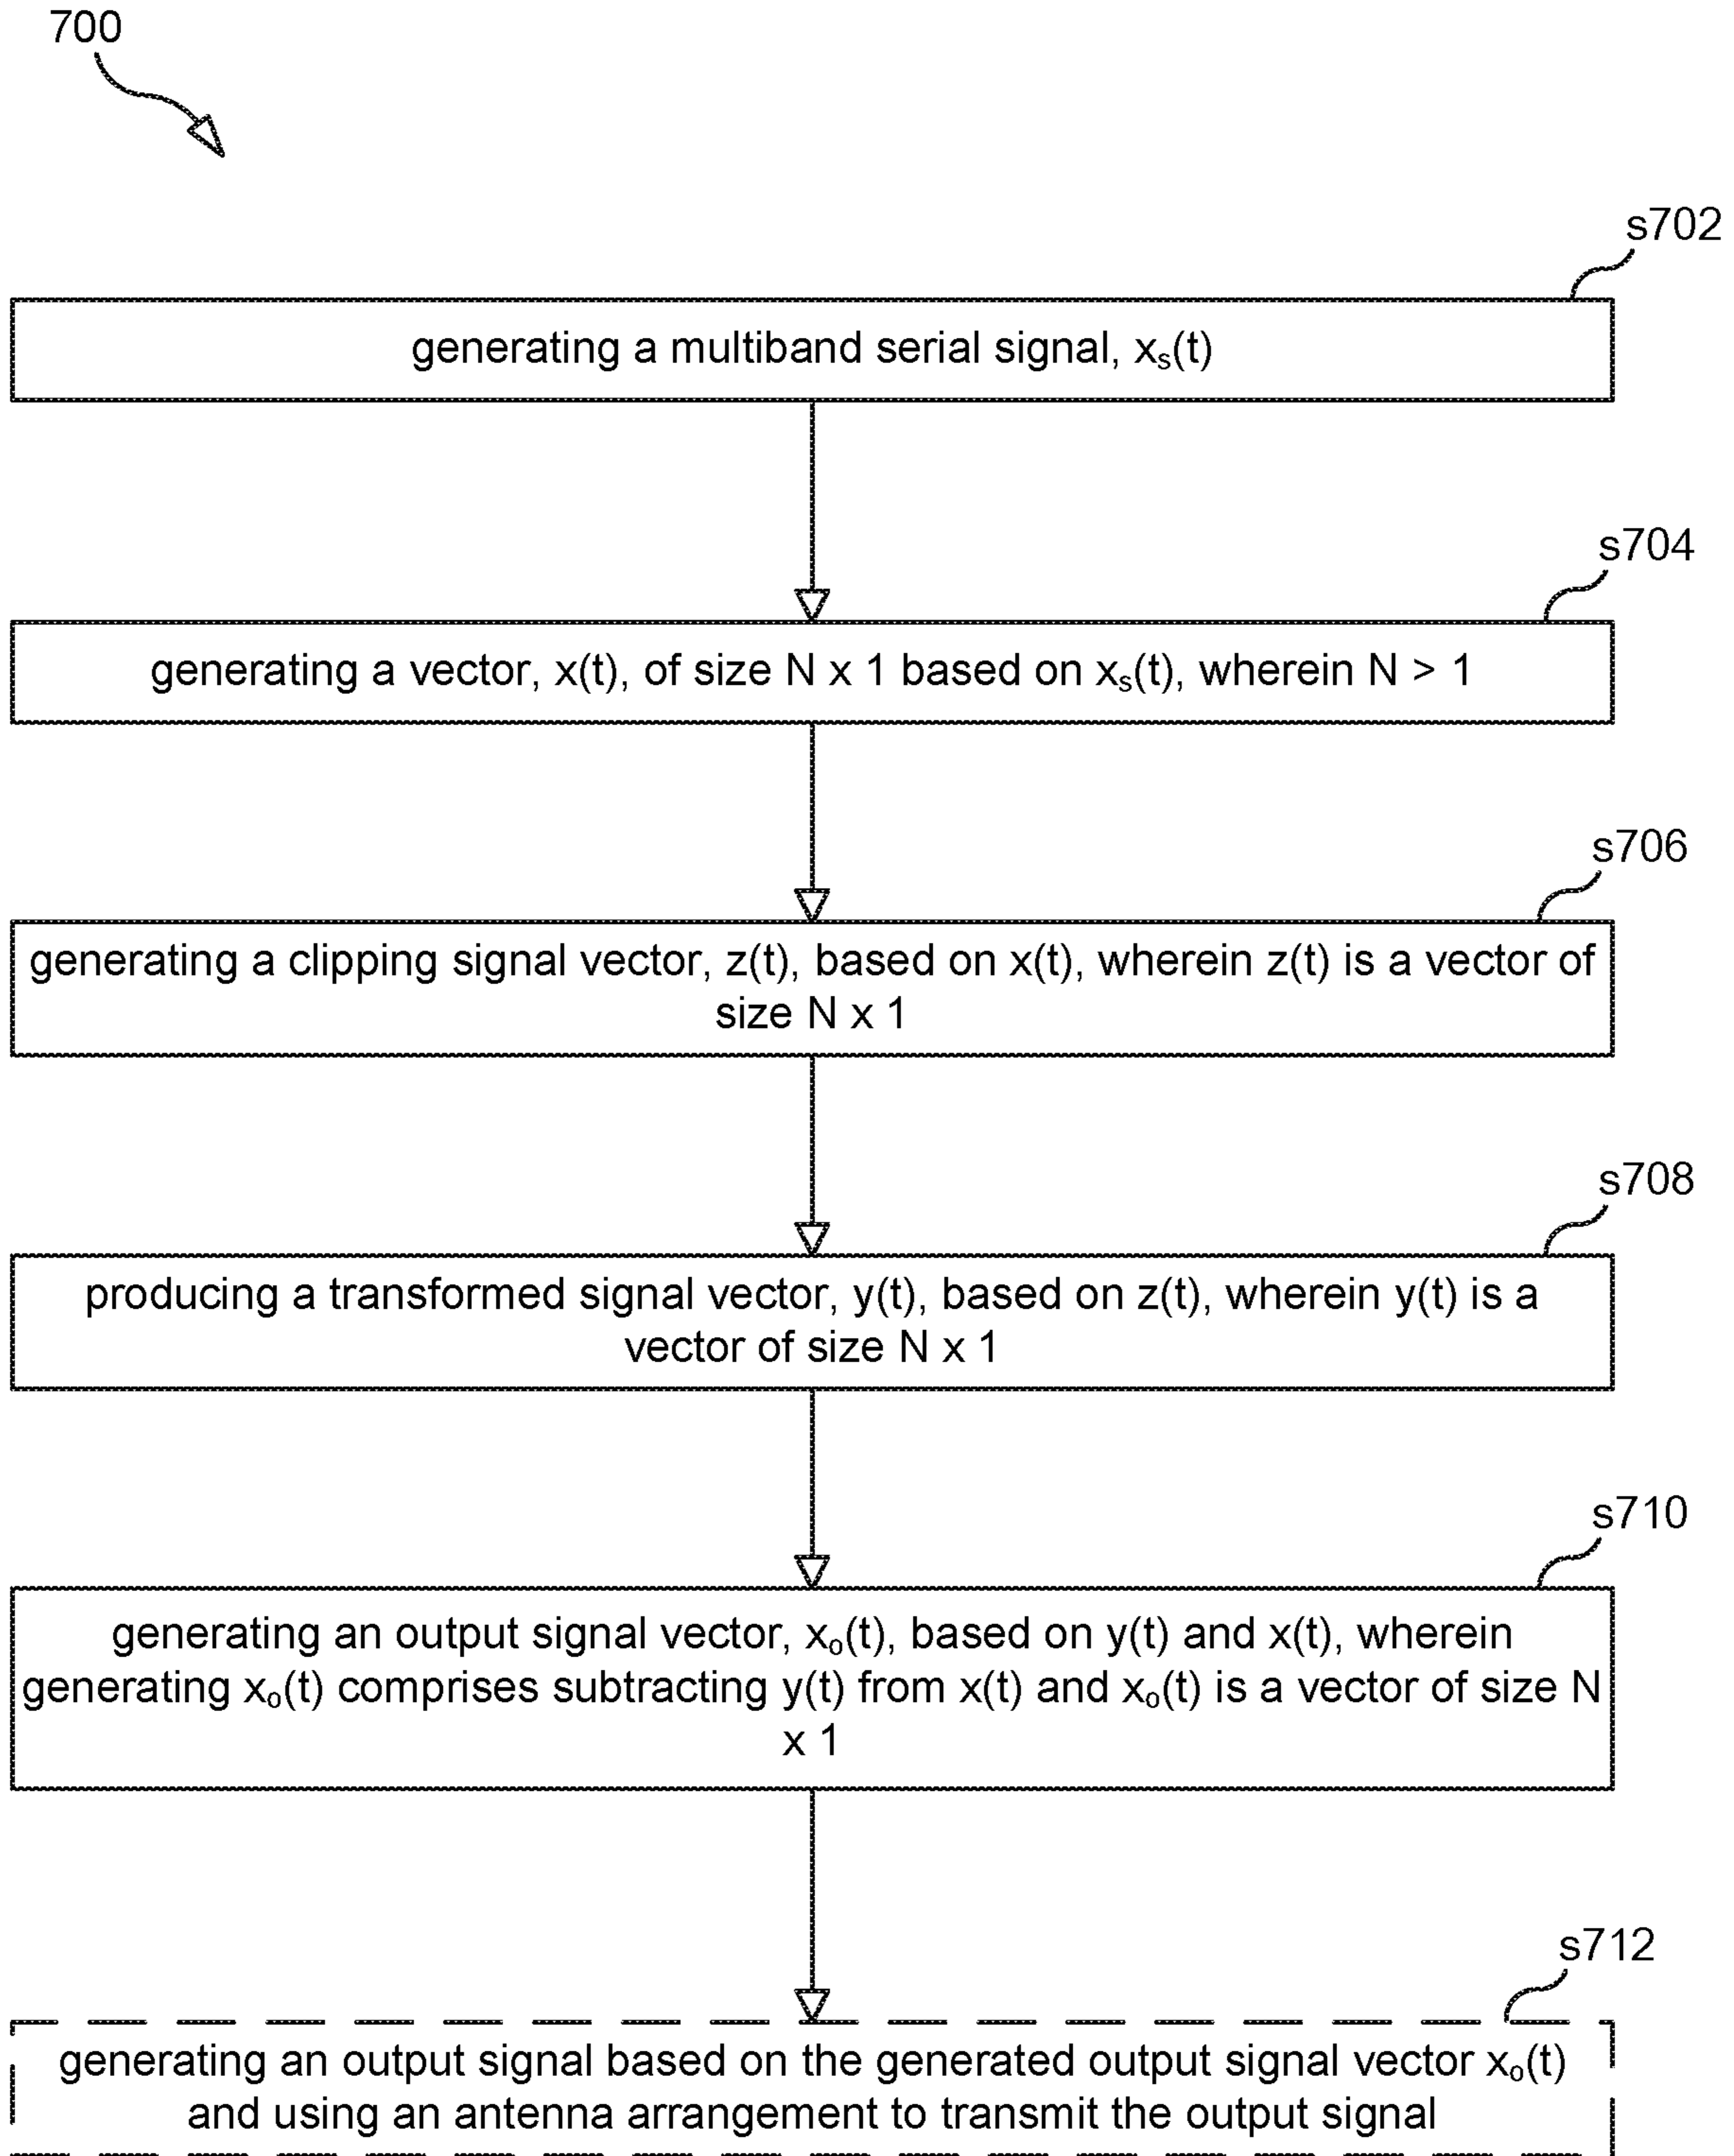 700
s702
generating a multiband serial signal, xₛ(t)
s704
generating a vector, x(t), of size N x 1 based on xₛ(t), wherein N > 1
s706
generating a clipping signal vector, z(t), based on x(t), wherein z(t) is a vector of
size N x 1
s708
producing a transformed signal vector, y(t), based on z(t), wherein y(t) is a
vector of size N x 1
s710
generating an output signal vector, xₒ(t), based on y(t) and x(t), wherein
generating xₒ(t) comprises subtracting y(t) from x(t) and xₒ(t) is a vector of size N
x 1
s712
generating an output signal based on the generated output signal vector xₒ(t)
and using an antenna arrangement to transmit the output signal